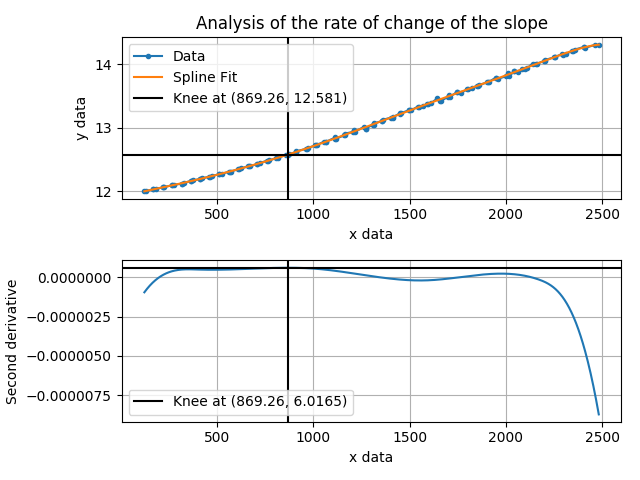 Analysis of the rate of change of the slope
y data
14
13
12
Data
Spline Fit
Knee at (869.26, 12.581)
500
1000
1500
2000
2500
x data
Second derivative
0.0000000
−0.0000025
−0.0000050
−0.0000075
Knee at (869.26, 6.0165)
500
1000
1500
2000
2500
x data